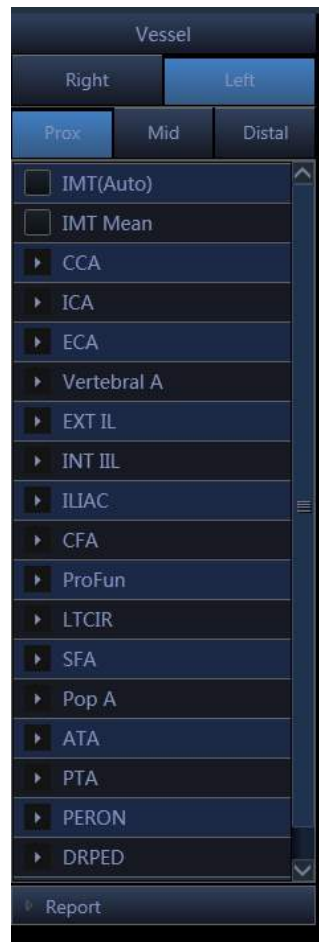 Vessel
Right Left
Prox Mid Distal
IMT(Auto)
IMT Mean
CCA
ICA
ECA
Vertebral A
EXT IL
INT IIL
ILIAC
CFA
ProFun
LTCIR
SFA
Pop A
ATA
PTA
PERON
DRPED
Report